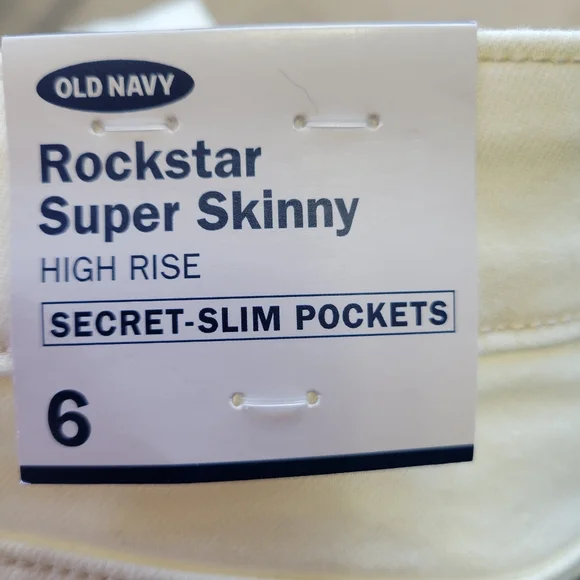 OLD NAVY
Rockstar
Super Skinny
HIGH RISE
SECRET-SLIM POCKETS
6